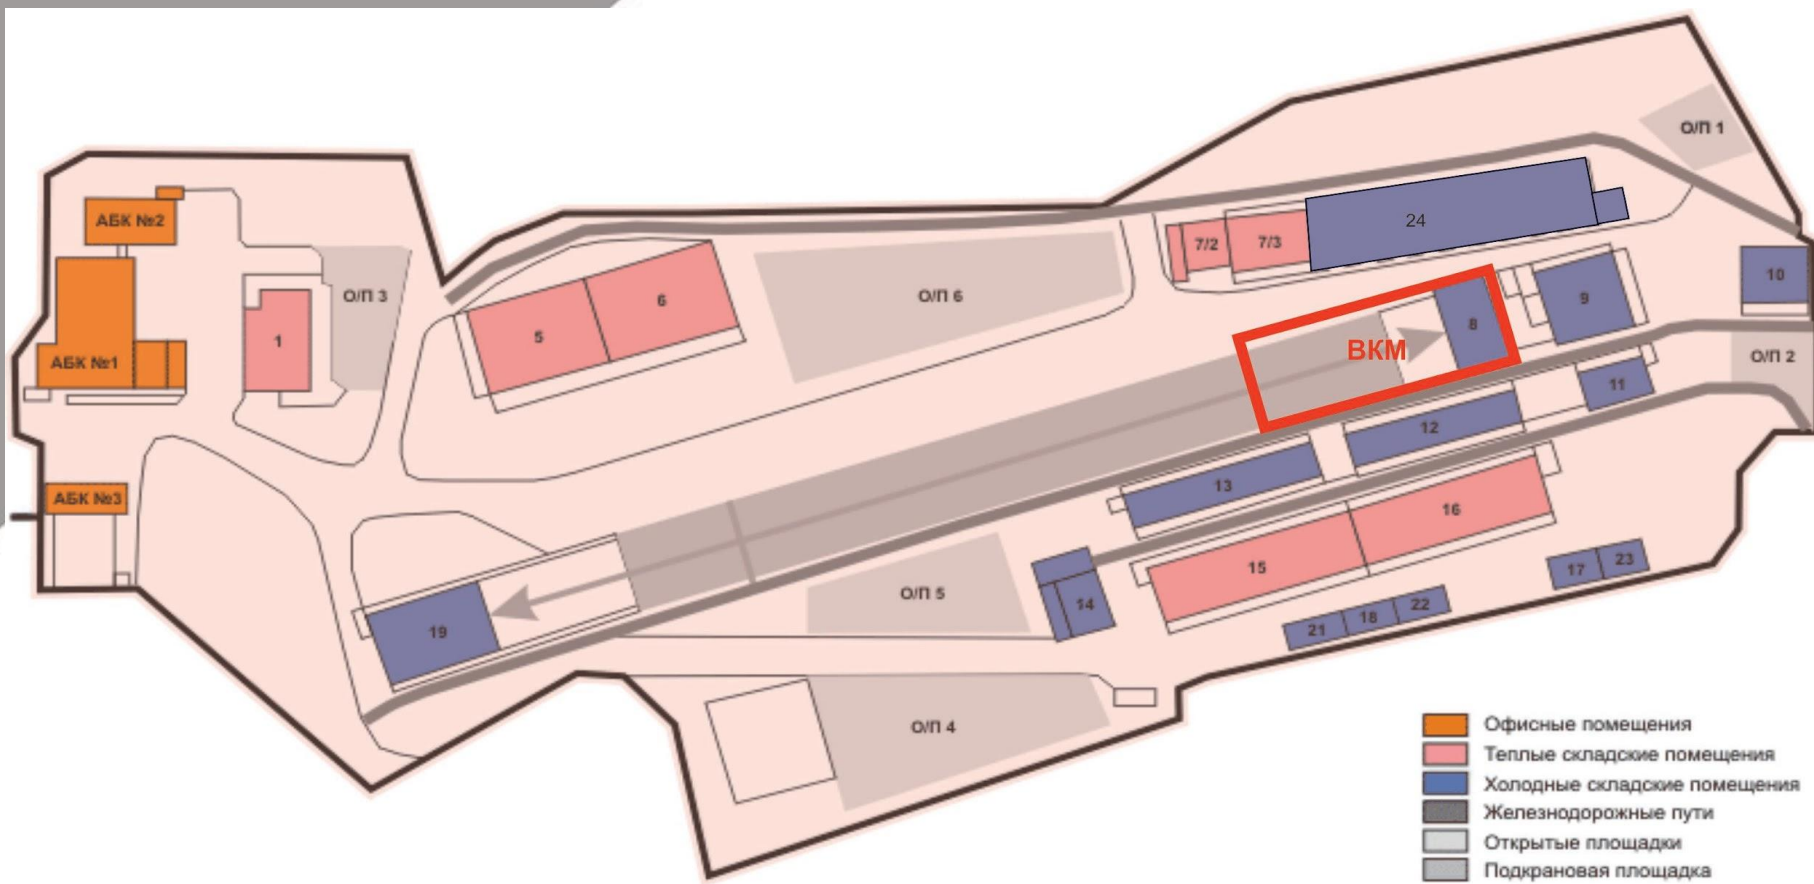 О/П 1
АБК №2
24
7/2
7/3
10
О/П 3
6
О/П 6
9
8
5
1
ВКМ
О/П 2
АБК №1
11
12
13
АБК №3
16
15
17
23
О/П 5
14
22
18
21
19
О/П 4
Офисные помещения
Теплые складские помещения
Холодные складские помещения
Железнодорожные пути
Открытые площадки
Подкрановая площадка